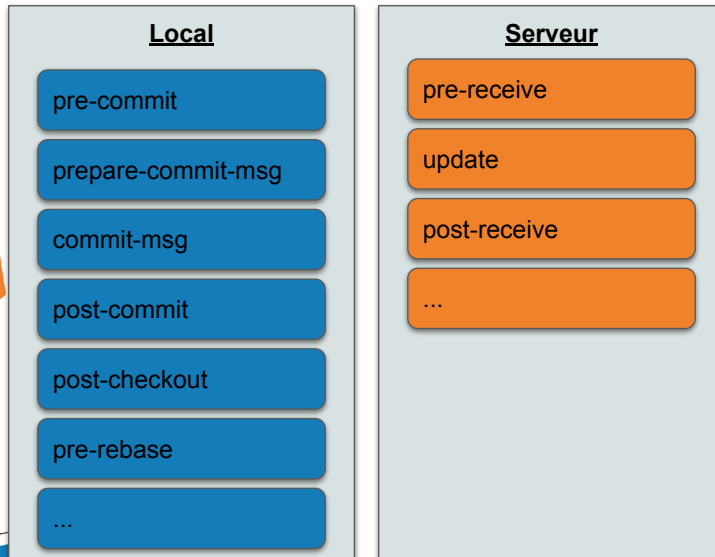 Local
pre-commit
prepare-commit-msg
commit-msg
post-commit
post-checkout
pre-rebase
...
Serveur
pre-receive
update
post-receive
...